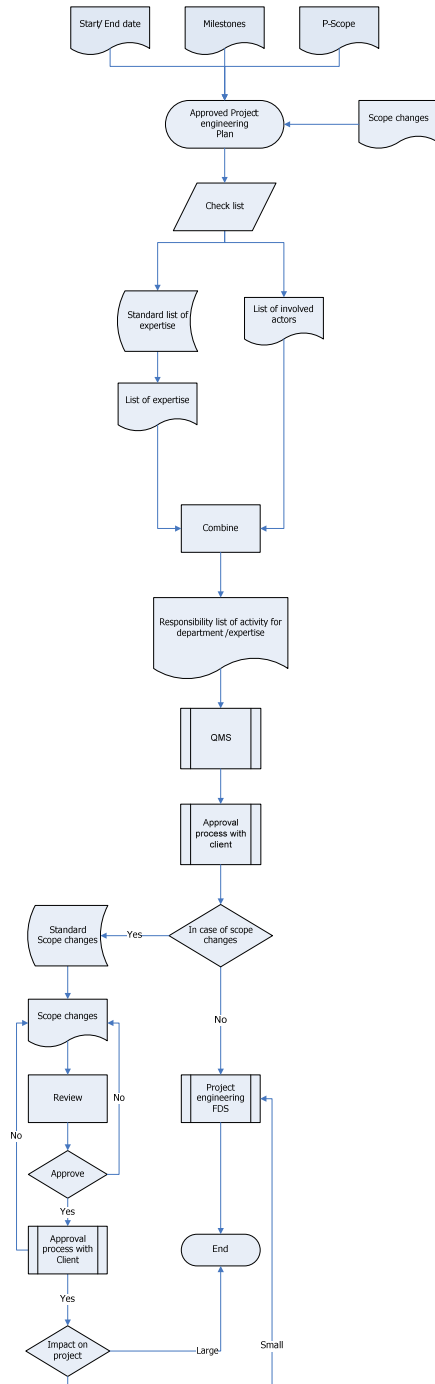 Start/ End date
Milestones
P-Scope
Approved Project
engineering
Plan
Scope changes
Check list
Standard list of
expertise
List of involved
actors
List of expertise
Combine
Responsibility list of activity for
department /expertise
QMS
Approval
process with
client
In case of scope
changes
Yes
Standard
Scope changes
No
Scope changes
Project
engineering
FDS
Review
No
No
Approve
Yes
Approval
process with
Client
End
Yes
Impact on
project
Large
Small